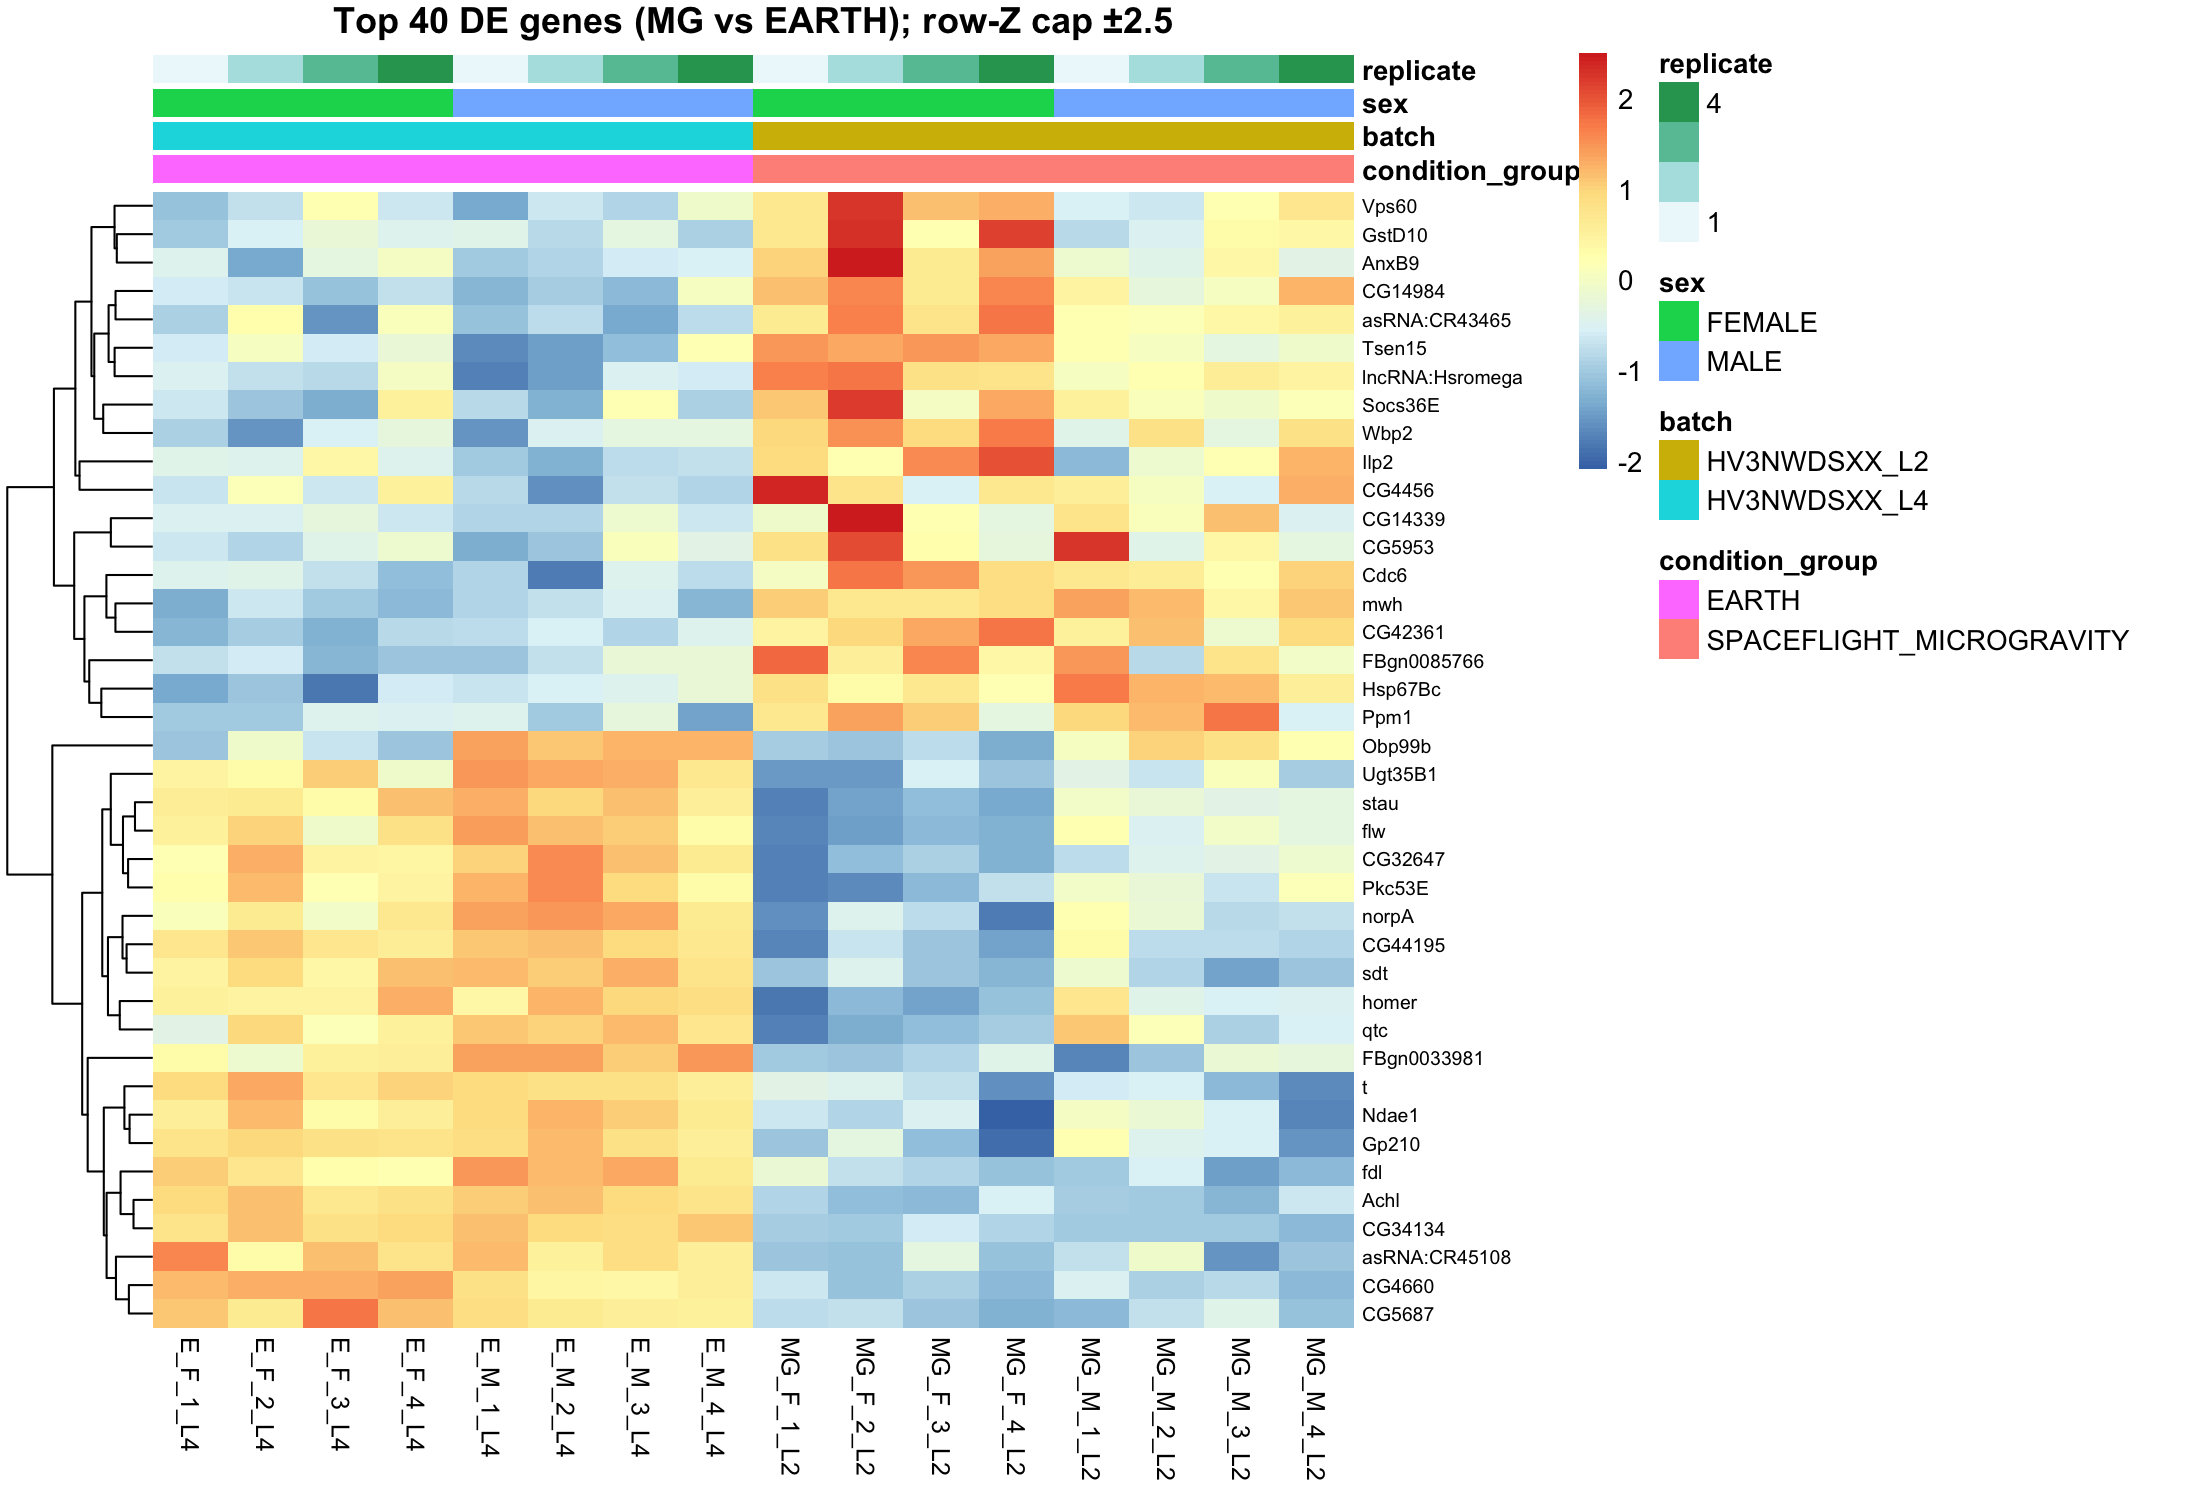 Top 40 DE genes (MG vs EARTH); row-Z cap ±2.5
replicate
sex
batch
condition_group
Vps60
GstD10
AnxB9
CG14984
asRNA:CR43465
Tsen15
lncRNA:Hsromega
Socs36E
Wbp2
Ilp2
CG4456
CG14339
CG5953
Cdc6
mwh
CG42361
FBgn0085766
Hsp67Bc
Ppm1
Obp99b
Ugt35B1
stau
flw
CG32647
Pkc53E
norpA
CG44195
sdt
homer
qtc
FBgn0033981
t
Ndae1
Gp210
fdl
Achl
CG34134
asRNA:CR45108
CG4660
CG5687
E_F_1_L4
E_F_2_L4
E_F_3_L4
E_F_4_L4
E_M_1_L4
E_M_2_L4
E_M_3_L4
E_M_4_L4
MG_F_1_L2
MG_F_2_L2
MG_F_3_L2
MG_F_4_L2
MG_M_1_L2
MG_M_2_L2
MG_M_3_L2
MG_M_4_L2
2
1
0
-1
-2
replicate
4
1
sex
FEMALE
MALE
batch
HV3NWDSXX_L2
HV3NWDSXX_L4
condition_group
EARTH
SPACEFLIGHT_MICROGRAVITY